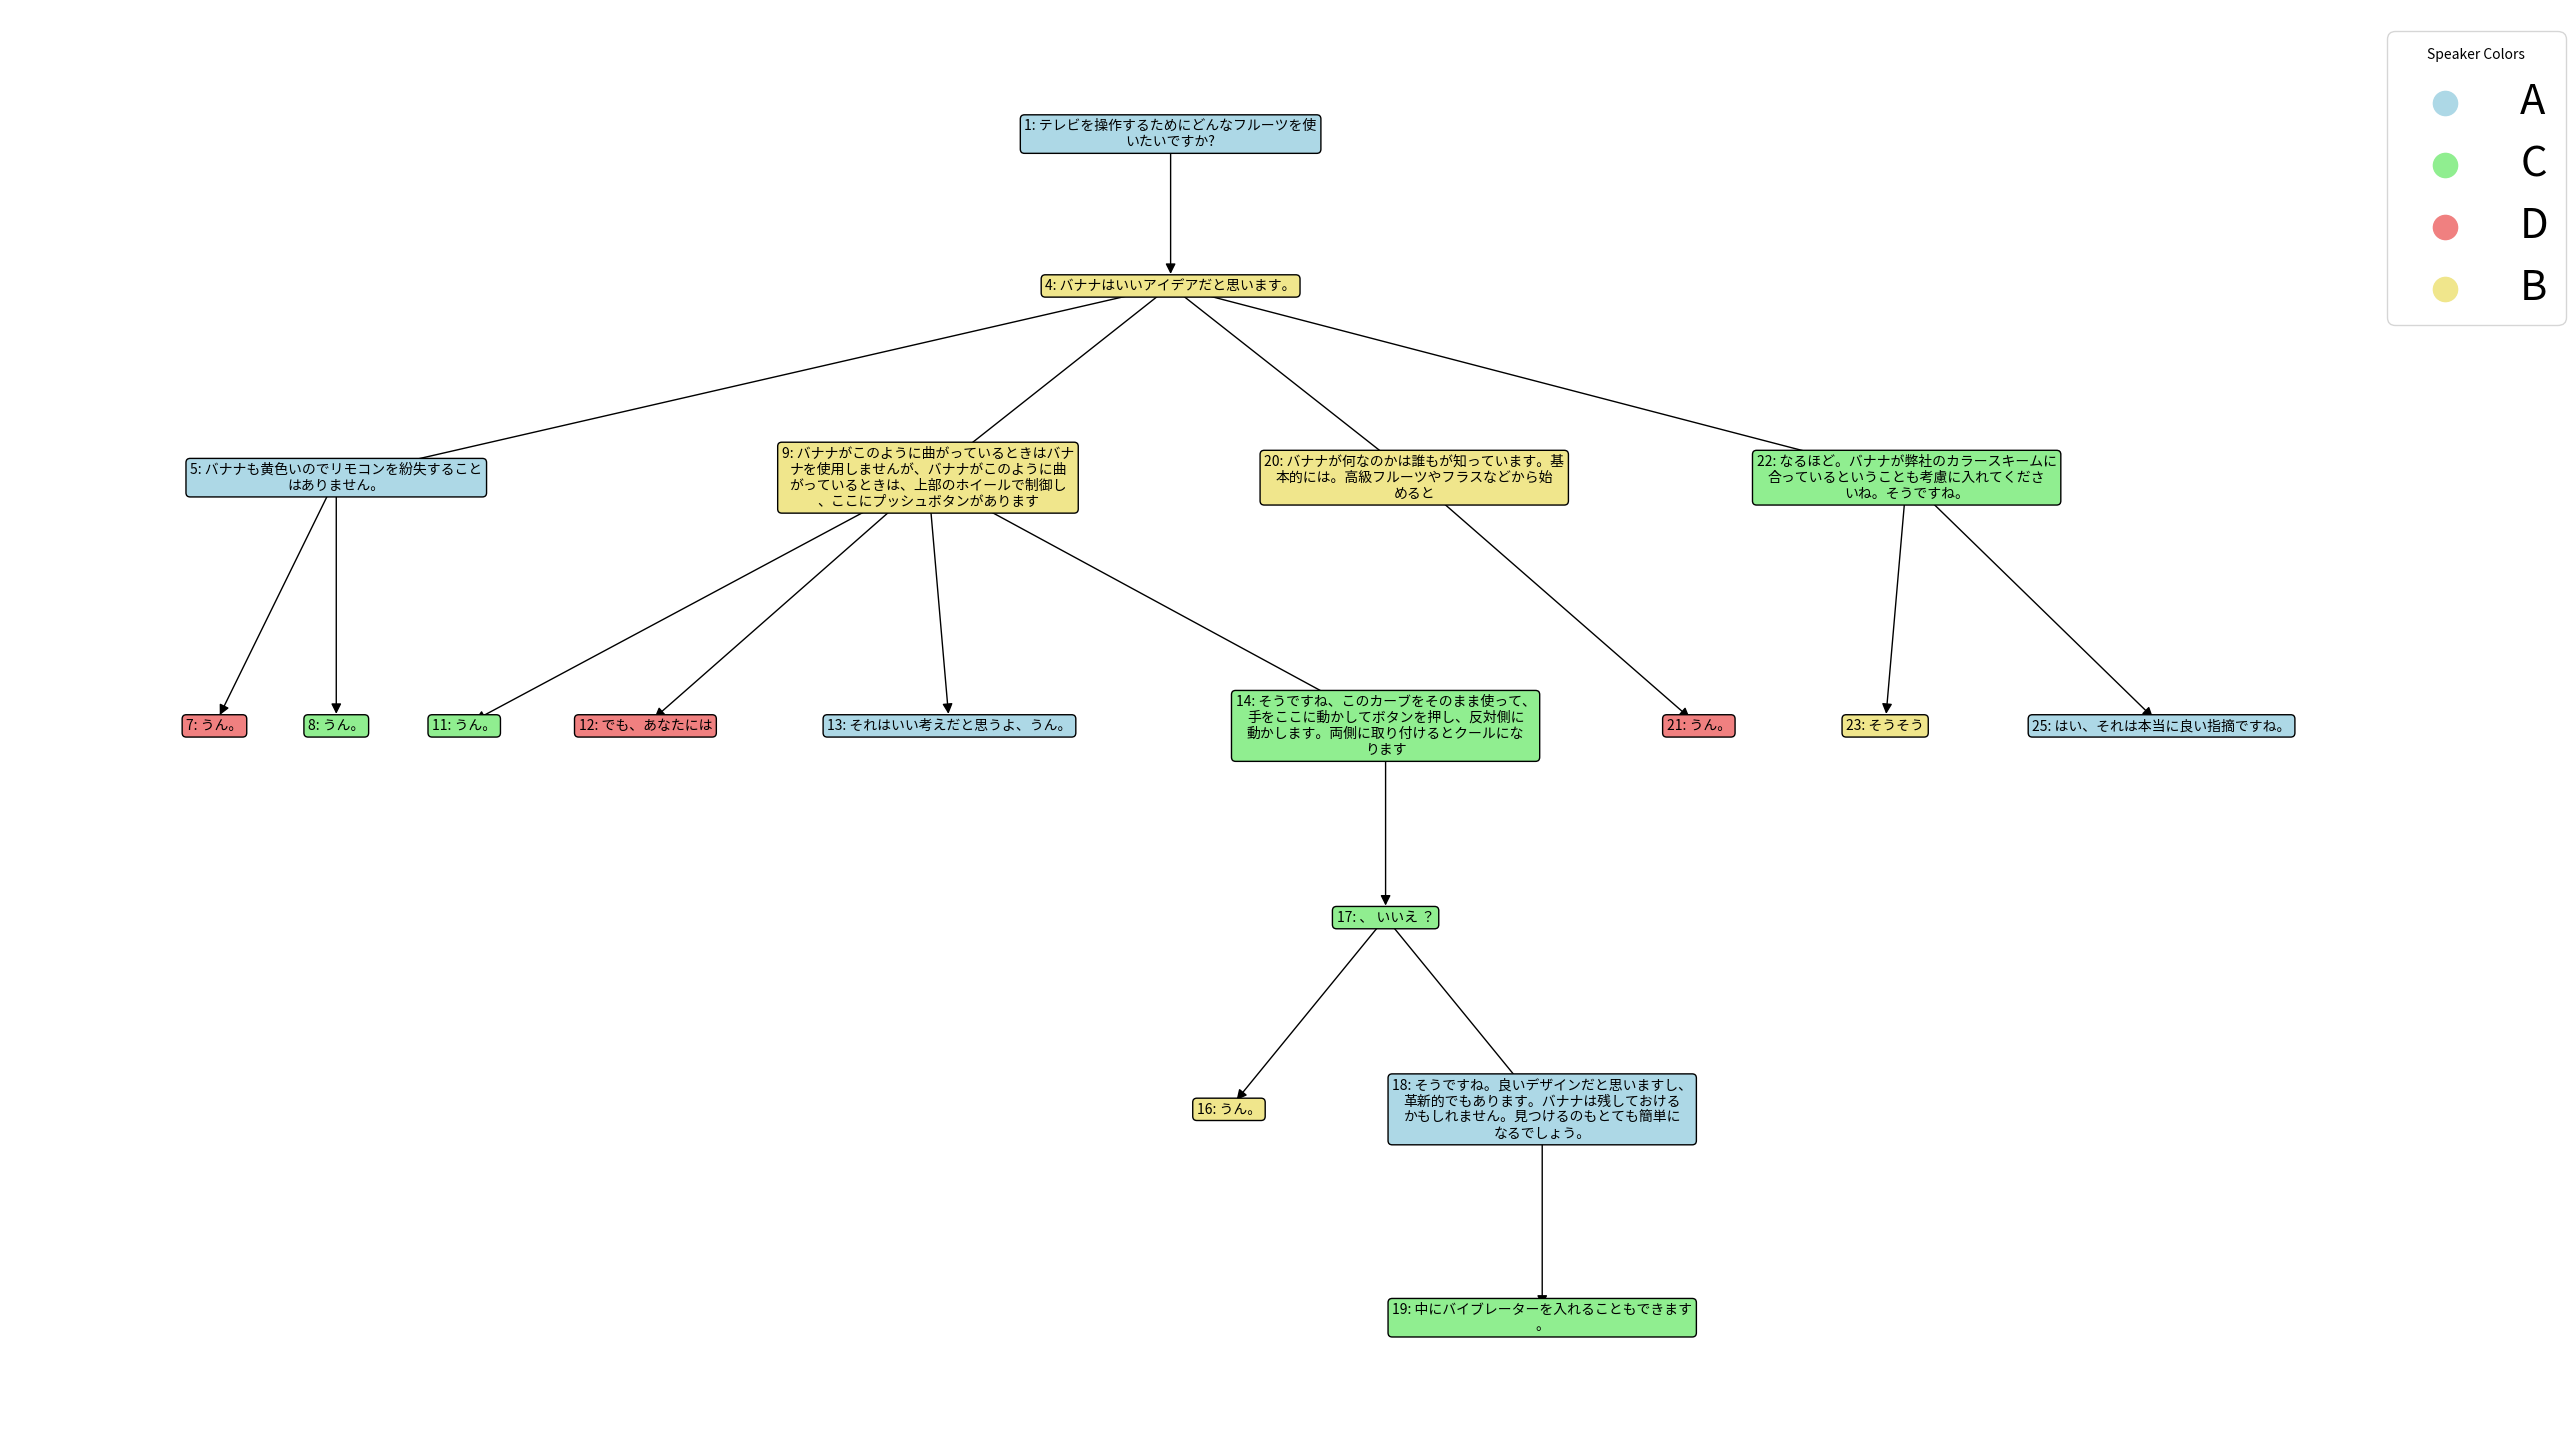 Speaker Colors
A
C
D
B
1: テレビを操作するためにどんなフルーツを使
いたいですか?
4: バナナはいいアイデアだと思います。
5: バナナも黄色いのでリモコンを紛失すること
はありません。
9: バナナがこのように曲がっているときはバナ
ナを使用しませんが、バナナがこのように曲
がっているときは、上部のホイールで制御し
、ここにプッシュボタンがあります
20: バナナが何なのかは誰もが知っています。基
本的には。高級フルーツやフラスなどから始
めると
22: なるほど。バナナが弊社のカラースキームに
合っているということも考慮に入れてくださ
いね。そうですね。
7: うん。
8: うん。
11: うん。
12: でも、あなたには
13: それはいい考えだと思うよ、うん。
14: そうですね、このカーブをそのまま使って、
手をここに動かしてボタンを押し、反対側に
動かします。両側に取り付けるとクールにな
ります
21: うん。
23: そうそう
25: はい、それは本当に良い指摘ですね。
17: 、 いいえ ？
16: うん。
18: そうですね。良いデザインだと思いますし、
革新的でもあります。バナナは残しておける
かもしれません。見つけるのもとても簡単に
なるでしょう。
19: 中にバイブレーターを入れることもできます
。